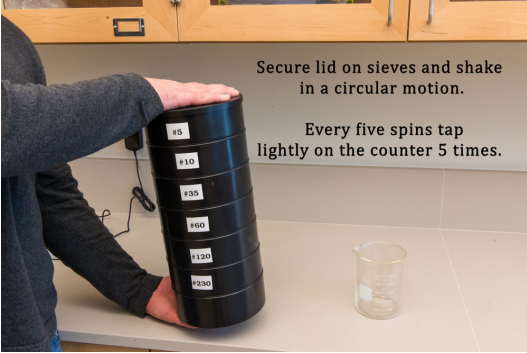 Secure lid on sieves and shake
in a circular motion.
Every five spins tap
lightly on the counter 5 times.
#5
#10
#35
#60
#120
#230